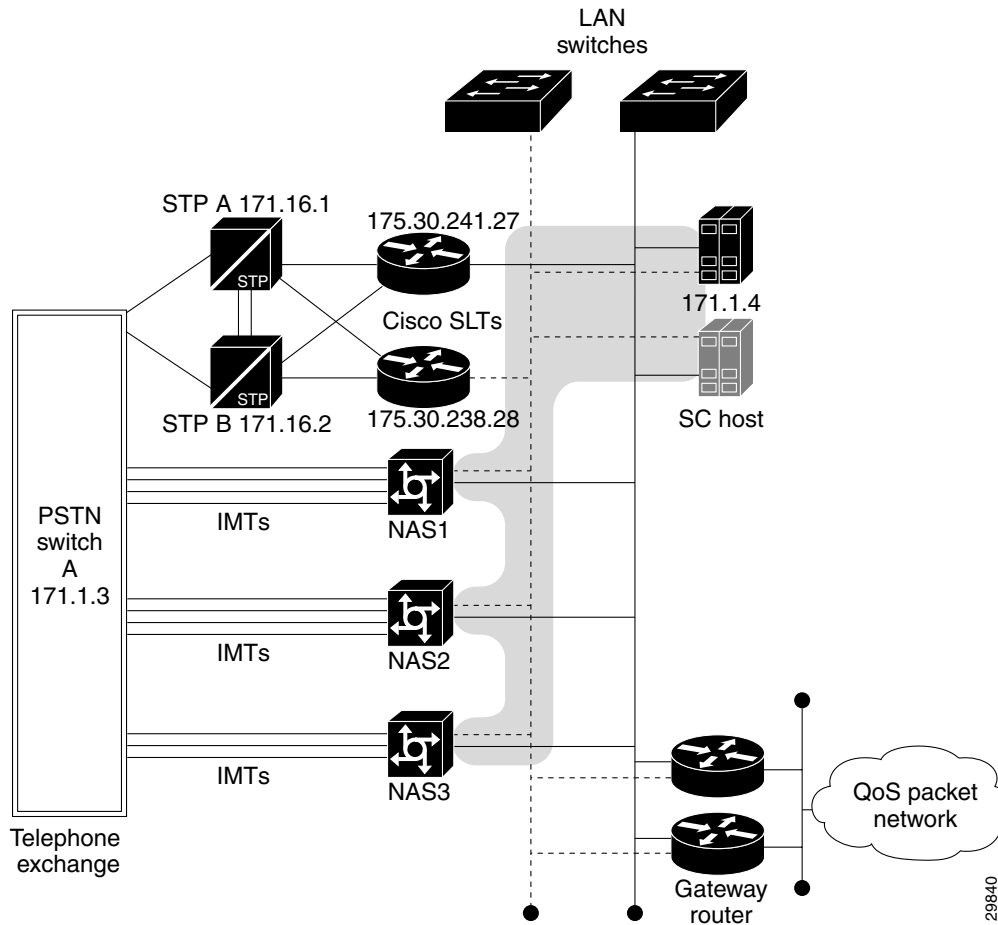 LAN
switches
STP A 171.16.1
175.30.241.27
STP
171.1.4
Cisco SLTs
STP
STP B 171.16.2
175.30.238.28
SC host
PSTN
switch
A
171.1.3
IMTs
NAS1
IMTs
NAS2
IMTs
NAS3
Telephone
exchange
QoS packet
network
Gateway
router
29840